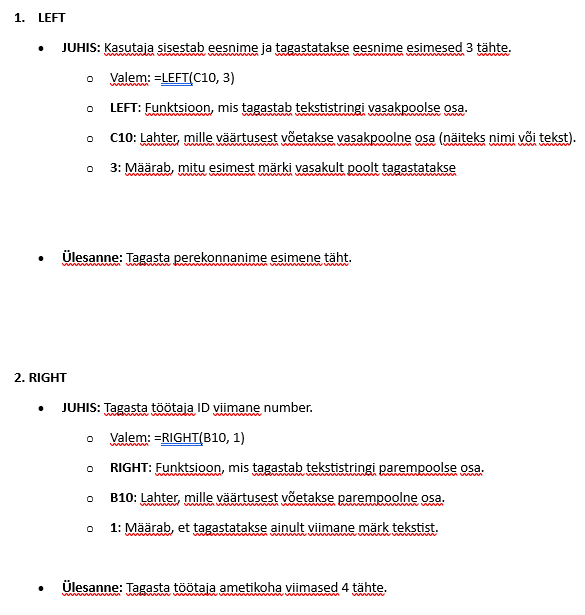 1. LEFT
• JUHIS: Kasutaja sisestab eesnime ja tagastatakse eesnime esimesed 3 tähte.
o Valem: =LEFT(C10, 3)
o LEFT: Funktsioon, mis tagastab tekstistringi vasakpoolse osa.
o C10: Lahter, mille väärtusest võetakse vasakpoolne osa (näiteks nimi või tekst).
o 3: Määrab, mitu esimest märki vasakult poolt tagastatakse
• Ülesanne: Tagasta perekonnanime esimene täht.
2. RIGHT
• JUHIS: Tagasta töötaja ID viimane number.
o Valem: =RIGHT(B10, 1)
o RIGHT: Funktsioon, mis tagastab tekstistringi parempoolse osa.
o B10: Lahter, mille väärtusest võetakse parempoolne osa.
o 1: Määrab, et tagastatakse ainult viimane märk tekstist.
• Ülesanne: Tagasta töötaja ametikoha viimased 4 tähte.